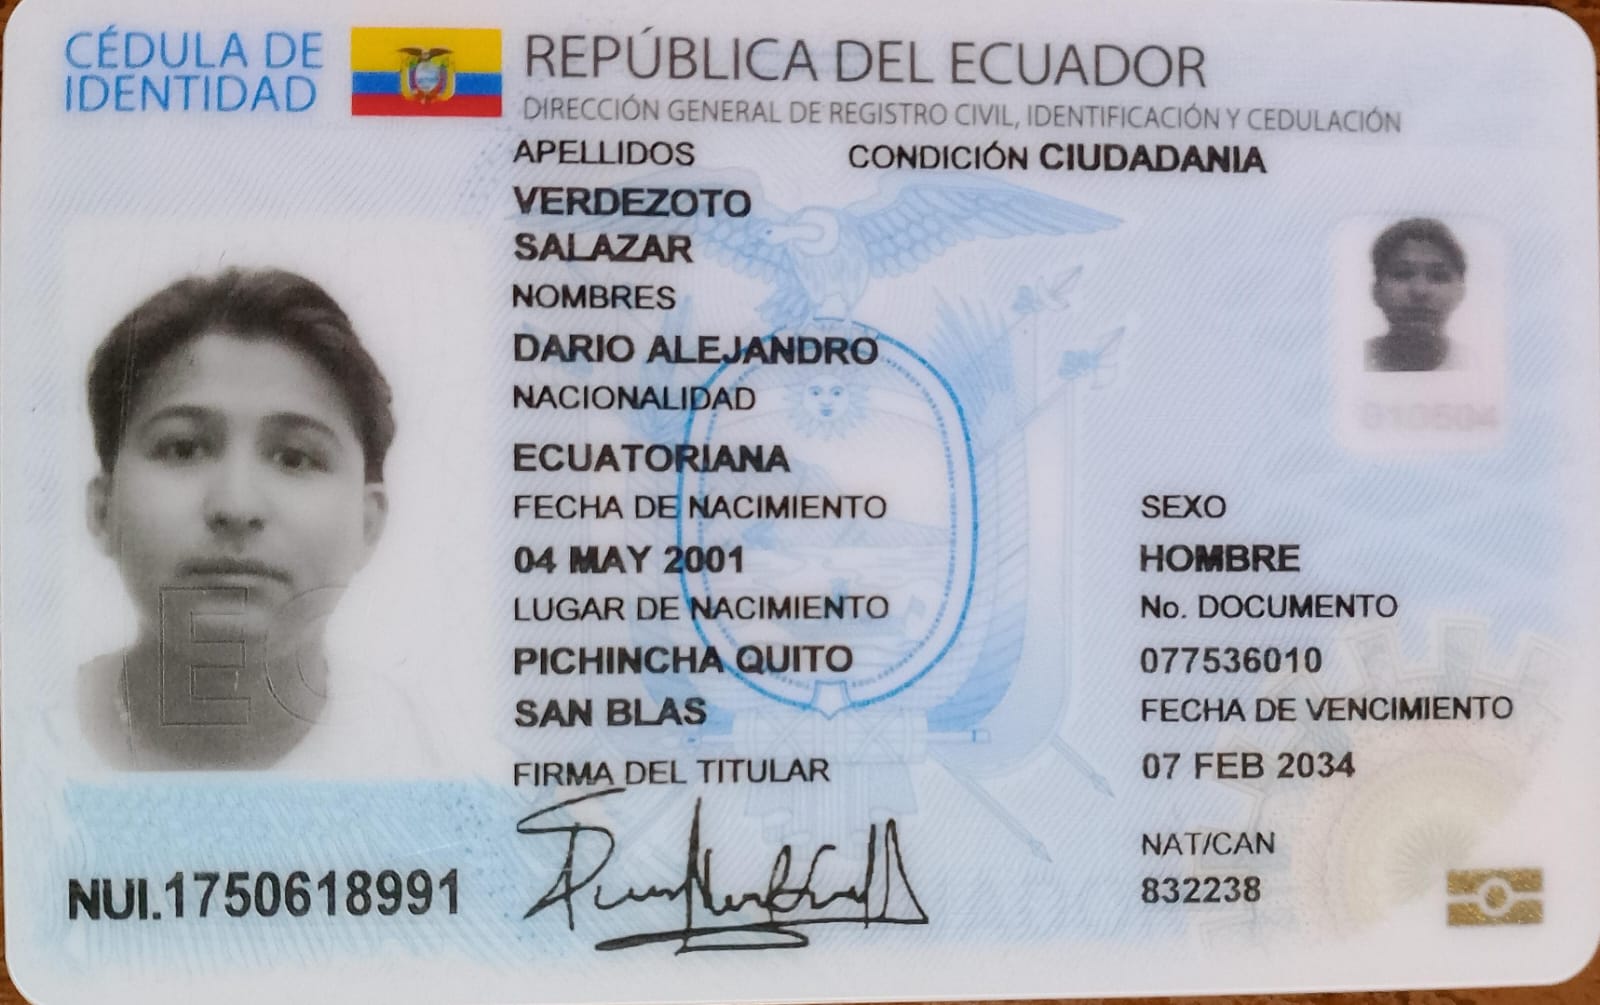 CÉDULA DE
IDENTIDAD
REPÚBLICA DEL ECUADOR
DIRECCIÓN GENERAL DE REGISTRO CIVIL, IDENTIFICACIÓN Y CEDULACIÓN
APELLIDOS
CONDICIÓN CIUDADANIA
VERDEZOTO
SALAZAR
NOMBRES
DARIO ALEJANDRO
NACIONALIDAD
ECUATORIANA
FECHA DE NACIMIENTO
04 MAY 2001
LUGAR DE NACIMIENTO
PICHINCHA QUITO
SAN BLAS
FIRMA DEL TITULAR
SEXO
HOMBRE
No. DOCUMENTO
077536010
FECHA DE VENCIMIENTO
07 FEB 2034
NAT/CAN
832238
EC
NUI.1750618991